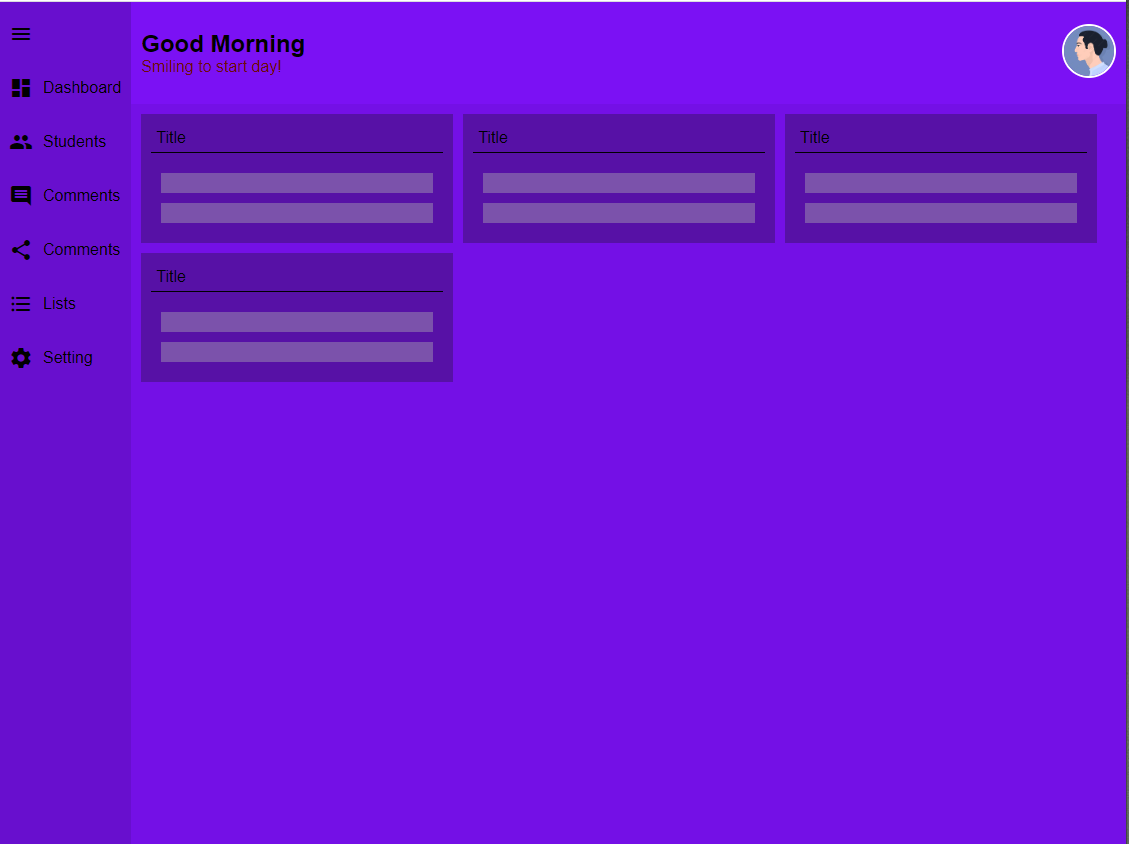 Good Morning
Smiling to start day!
Dashboard
Students
Comments
Comments
Lists
Setting
Title
Title
Title
Title